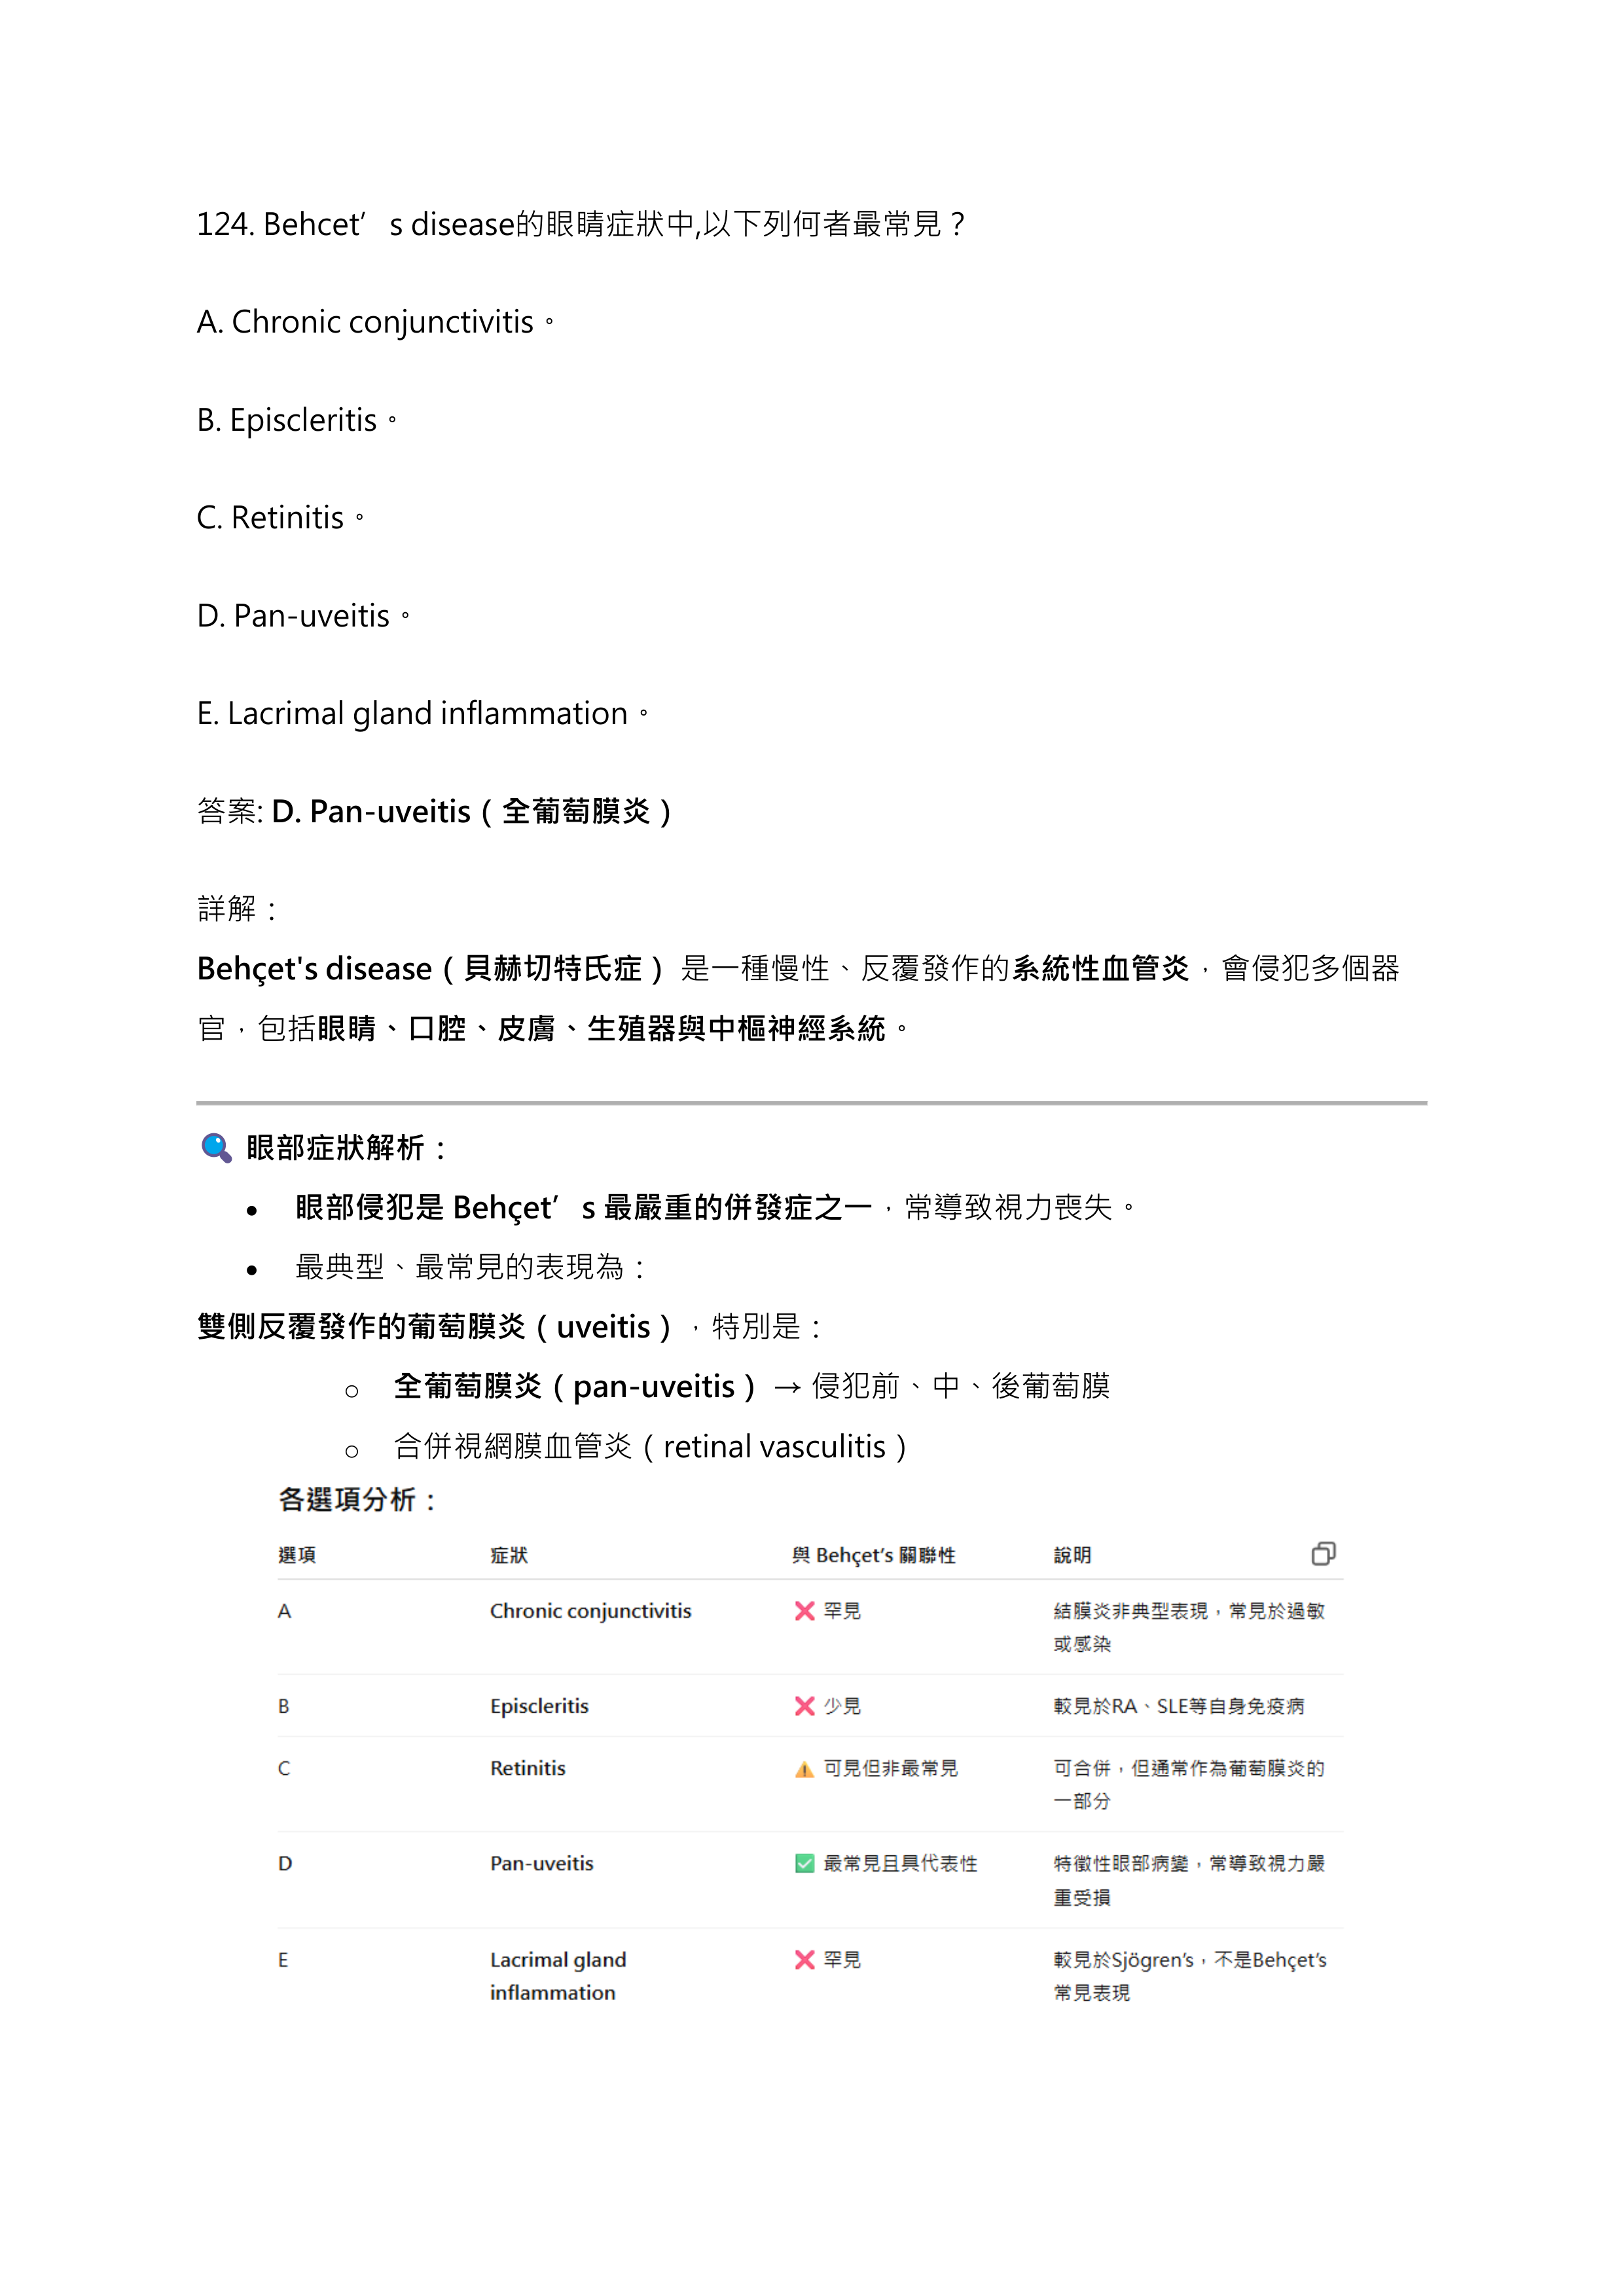 124. Behcet’s disease的眼睛症狀中,以下列何者最常見？
A. Chronic conjunctivitis。
B. Episcleritis。
C. Retinitis。
D. Pan-uveitis。
E. Lacrimal gland inflammation。
答案: D. Pan-uveitis（全葡萄膜炎）
詳解：
Behçet's disease（貝赫切特氏症） 是一種慢性、反覆發作的系統性血管炎，會侵犯多個器
官，包括眼睛、口腔、皮膚、生殖器與中樞神經系統。
🔍 眼部症狀解析：
● 眼部侵犯是 Behçet’s 最嚴重的併發症之一，常導致視力喪失。
● 最典型、最常見的表現為：
雙側反覆發作的葡萄膜炎（uveitis），特別是：
○ 全葡萄膜炎（pan-uveitis） → 侵犯前、中、後葡萄膜
○ 合併視網膜血管炎（retinal vasculitis）
各選項分析：
選項 症狀 與 Behçet’s 關聯性 說明
A Chronic conjunctivitis ❌ 罕見 結膜炎非典型表現，常見於過敏
或感染
B Episcleritis ❌ 少見 較見於RA、SLE等自身免疫病
C Retinitis ⚠️ 可見但非最常見 可合併，但通常作為葡萄膜炎的
一部分
D Pan-uveitis ✅ 最常見且具代表性 特徵性眼部病變，常導致視力嚴
重受損
E Lacrimal gland ❌ 罕見 較見於Sjögren’s，不是Behçet’s
inflammation 常見表現